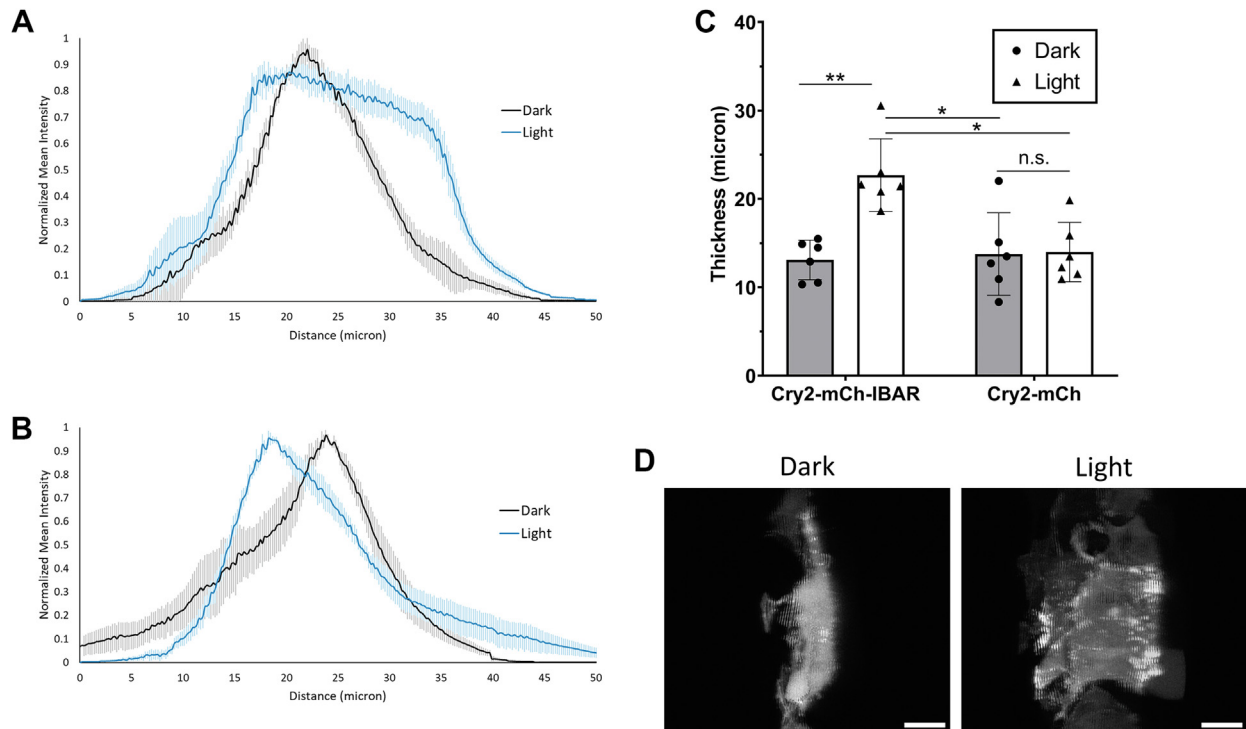 A
1
0.9
0.8
0.7
0.6
0.5
0.4
0.3
0.2
0.1
0
Normalized Mean Intensity
Dark
Light
0 5 10 15 20 25 30 35 40 45 50
Distance (micron)
B
1
0.9
0.8
0.7
0.6
0.5
0.4
0.3
0.2
0.1
0
Normalized Mean Intensity
Dark
Light
0 5 10 15 20 25 30 35 40 45 50
Distance (micron)
C
40
30
20
10
0
Thickness (micron)
Dark
Light
**
*
*
n.s.
Cry2-mCh-IBAR Cry2-mCh
D
Dark Light